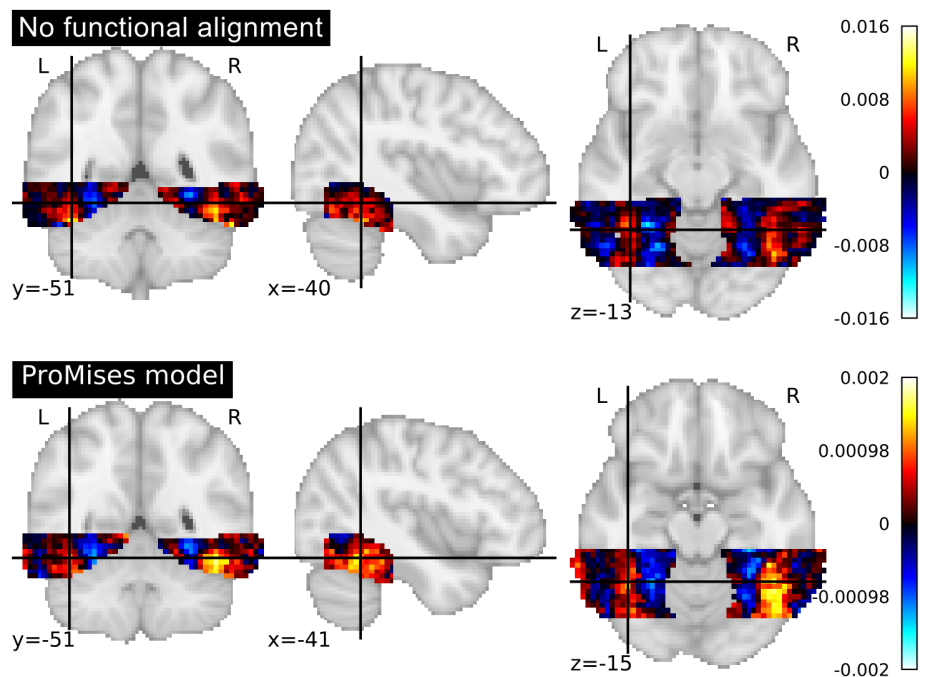 No functional alignment
L R L R
y=-51 x=-40 z=-13
0.016
0.008
0
-0.008
-0.016
ProMises model
L R L R
y=-51 x=-41 z=-15
0.002
0.00098
0
-0.00098
-0.002